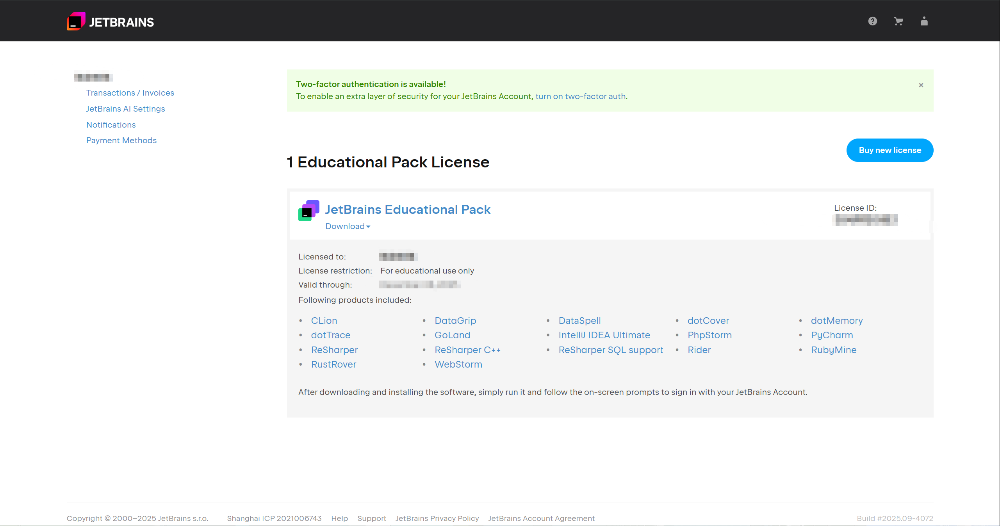 JETBRAINS
Transactions / Invoices
JetBrains AI Settings
Notifications
Payment Methods
Two-factor authentication is available!
To enable an extra layer of security for your JetBrains Account, turn on two-factor auth.
Buy new license
1 Educational Pack License
JetBrains Educational Pack
Download
License ID:
Licensed to:
License restriction: For educational use only
Valid through:
Following products included:
• CLion • DataGrip • DataSpell • dotCover • dotMemory
• dotTrace • GoLand • IntelliJ IDEA Ultimate • PhpStorm • PyCharm
• ReSharper • ReSharper C++ • ReSharper SQL support • Rider • RubyMine
• RustRover • WebStorm
After downloading and installing the software, simply run it and follow the on-screen prompts to sign in with your JetBrains Account.
Copyright © 2000–2025 JetBrains s.r.o. Shanghai ICP 2021006743 Help Support JetBrains Privacy Policy JetBrains Account Agreement Build #2025.09-4072